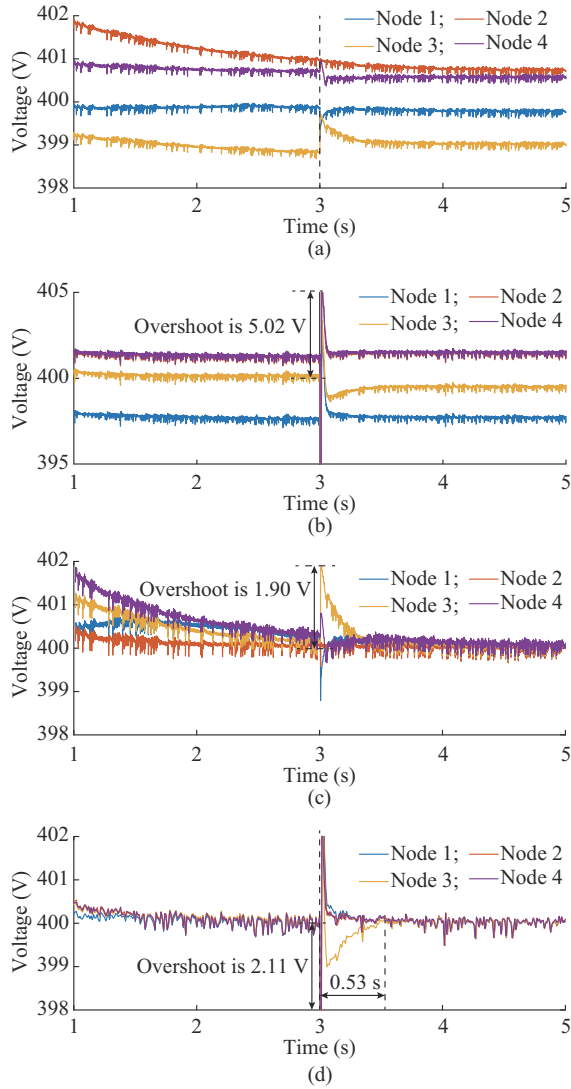 402
401
400
399
398
Voltage (V)
Node 1; Node 2
Node 3; Node 4
1 2 3 4 5
Time (s)
(a)
405
400
395
Voltage (V)
Overshoot is 5.02 V
Node 1; Node 2
Node 3; Node 4
1 2 3 4 5
Time (s)
(b)
402
401
400
399
398
Voltage (V)
Overshoot is 1.90 V
Node 1; Node 2
Node 3; Node 4
1 2 3 4 5
Time (s)
(c)
402
401
400
399
398
Voltage (V)
Node 1; Node 2
Node 3; Node 4
Overshoot is 2.11 V
0.53 s
1 2 3 4 5
Time (s)
(d)